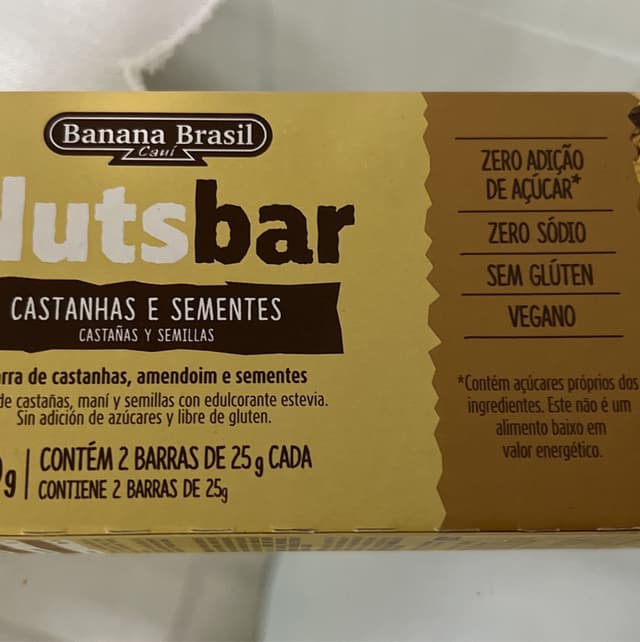 Banana Brasil
Cauí
utsbar
CASTANHAS E SEMENTES
CASTAÑAS Y SEMILLAS
rra de castanhas, amendoim e sementes
de castañas, maní y semillas con edulcorante estevia.
Sin adición de azúcares y libre de gluten.
g
CONTÉM 2 BARRAS DE 25g CADA
CONTIENE 2 BARRAS DE 25g
ZERO ADIÇÃO
DE AÇÚCAR*
ZERO SÓDIO
SEM GLÚTEN
VEGANO
*Contém açúcares próprios dos
ingredientes. Este não é um
alimento baixo em
valor energético.